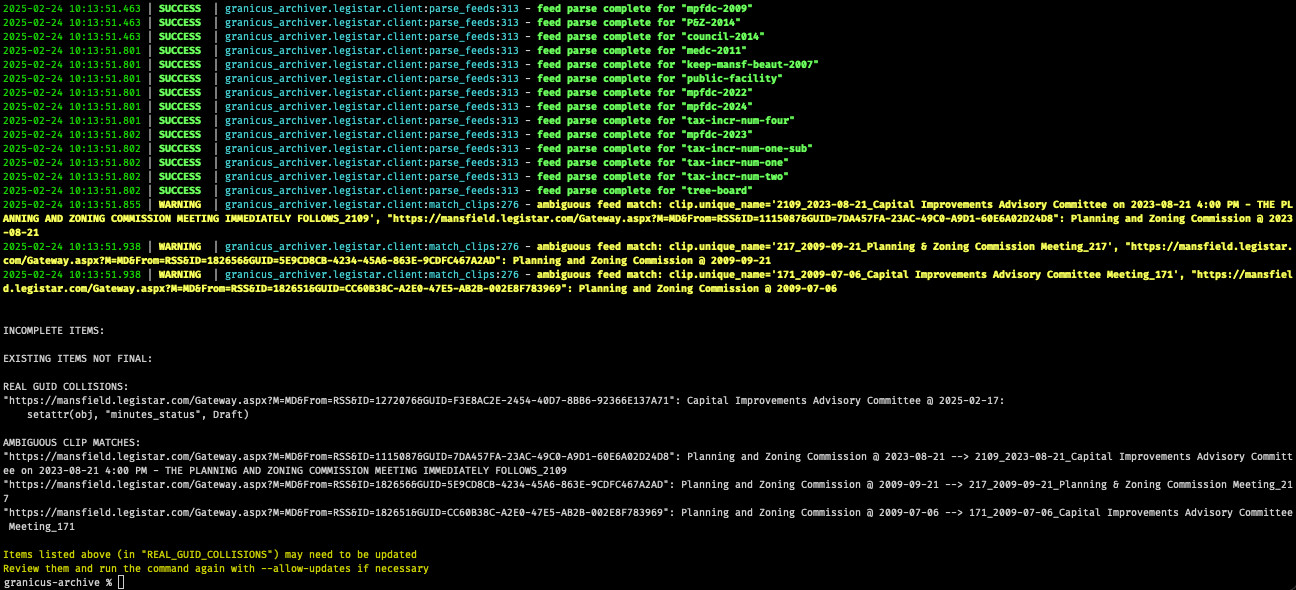 2025-02-24 10:13:51.463 | SUCCESS  | granicus_archiver.legistar.client:parse_feeds:313 - feed parse complete for "mpfdc-2009"
2025-02-24 10:13:51.463 | SUCCESS  | granicus_archiver.legistar.client:parse_feeds:313 - feed parse complete for "P&Z-2014"
2025-02-24 10:13:51.463 | SUCCESS  | granicus_archiver.legistar.client:parse_feeds:313 - feed parse complete for "council-2014"
2025-02-24 10:13:51.801 | SUCCESS  | granicus_archiver.legistar.client:parse_feeds:313 - feed parse complete for "medc-2011"
2025-02-24 10:13:51.801 | SUCCESS  | granicus_archiver.legistar.client:parse_feeds:313 - feed parse complete for "keep-mansf-beaut-2007"
2025-02-24 10:13:51.801 | SUCCESS  | granicus_archiver.legistar.client:parse_feeds:313 - feed parse complete for "public-facility"
2025-02-24 10:13:51.801 | SUCCESS  | granicus_archiver.legistar.client:parse_feeds:313 - feed parse complete for "mpfdc-2022"
2025-02-24 10:13:51.801 | SUCCESS  | granicus_archiver.legistar.client:parse_feeds:313 - feed parse complete for "mpfdc-2024"
2025-02-24 10:13:51.801 | SUCCESS  | granicus_archiver.legistar.client:parse_feeds:313 - feed parse complete for "tax-incr-num-four"
2025-02-24 10:13:51.802 | SUCCESS  | granicus_archiver.legistar.client:parse_feeds:313 - feed parse complete for "mpfdc-2023"
2025-02-24 10:13:51.802 | SUCCESS  | granicus_archiver.legistar.client:parse_feeds:313 - feed parse complete for "tax-incr-num-one-sub"
2025-02-24 10:13:51.802 | SUCCESS  | granicus_archiver.legistar.client:parse_feeds:313 - feed parse complete for "tax-incr-num-one"
2025-02-24 10:13:51.802 | SUCCESS  | granicus_archiver.legistar.client:parse_feeds:313 - feed parse complete for "tax-incr-num-two"
2025-02-24 10:13:51.802 | SUCCESS  | granicus_archiver.legistar.client:parse_feeds:313 - feed parse complete for "tree-board"
2025-02-24 10:13:51.855 | WARNING  | granicus_archiver.legistar.client:match_clips:276 - ambiguous feed match: clip.unique_name='2109_2023-08-21_Capital Improvements Advisory Committee on 2023-08-21 4:00 PM - THE PL
ANNING AND ZONING COMMISSION MEETING IMMEDIATELY FOLLOWS_2109', "https://mansfield.legistar.com/Gateway.aspx?M=MD&From=RSS&ID=1115087&GUID=7DA457FA-23AC-49C0-A9D1-60E6A02D24D8": Planning and Zoning Commission @ 2023
-08-21
2025-02-24 10:13:51.938 | WARNING  | granicus_archiver.legistar.client:match_clips:276 - ambiguous feed match: clip.unique_name='217_2009-09-21_Planning & Zoning Commission Meeting_217', "https://mansfield.legistar.
com/Gateway.aspx?M=MD&From=RSS&ID=182656&GUID=5E9CD8CB-4234-45A6-863E-9CDFC467A2AD": Planning and Zoning Commission @ 2009-09-21
2025-02-24 10:13:51.938 | WARNING  | granicus_archiver.legistar.client:match_clips:276 - ambiguous feed match: clip.unique_name='171_2009-07-06_Capital Improvements Advisory Committee Meeting_171', "https://mansfiel
d.legistar.com/Gateway.aspx?M=MD&From=RSS&ID=182651&GUID=CC60B38C-A2E0-47E5-AB2B-002E8F783969": Planning and Zoning Commission @ 2009-07-06
INCOMPLETE ITEMS:
EXISTING ITEMS NOT FINAL:
REAL GUID COLLISIONS:
"https://mansfield.legistar.com/Gateway.aspx?M=MD&From=RSS&ID=1272076&GUID=F3E8AC2E-2454-40D7-8BB6-92366E137A71": Capital Improvements Advisory Committee @ 2025-02-17:
    setattr(obj, "minutes_status", Draft)
AMBIGUOUS CLIP MATCHES:
"https://mansfield.legistar.com/Gateway.aspx?M=MD&From=RSS&ID=1115087&GUID=7DA457FA-23AC-49C0-A9D1-60E6A02D24D8": Planning and Zoning Commission @ 2023-08-21 --> 2109_2023-08-21_Capital Improvements Advisory Committ
ee on 2023-08-21 4:00 PM - THE PLANNING AND ZONING COMMISSION MEETING IMMEDIATELY FOLLOWS_2109
"https://mansfield.legistar.com/Gateway.aspx?M=MD&From=RSS&ID=182656&GUID=5E9CD8CB-4234-45A6-863E-9CDFC467A2AD": Planning and Zoning Commission @ 2009-09-21 --> 217_2009-09-21_Planning & Zoning Commission Meeting_21
7
"https://mansfield.legistar.com/Gateway.aspx?M=MD&From=RSS&ID=182651&GUID=CC60B38C-A2E0-47E5-AB2B-002E8F783969": Planning and Zoning Commission @ 2009-07-06 --> 171_2009-07-06_Capital Improvements Advisory Committee
 Meeting_171
Items listed above (in "REAL_GUID_COLLISIONS") may need to be updated
Review them and run the command again with --allow-updates if necessary
granicus-archive %